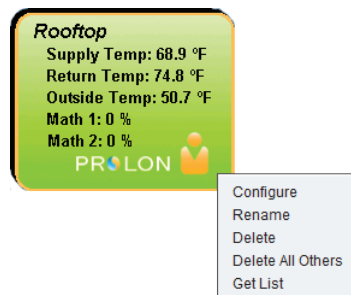 Rooftop
Supply Temp: 68.9 °F
Return Temp: 74.8 °F
Outside Temp: 50.7 °F
Math 1: 0 %
Math 2: 0 %
PROLON
Configure
Rename
Delete
Delete All Others
Get List